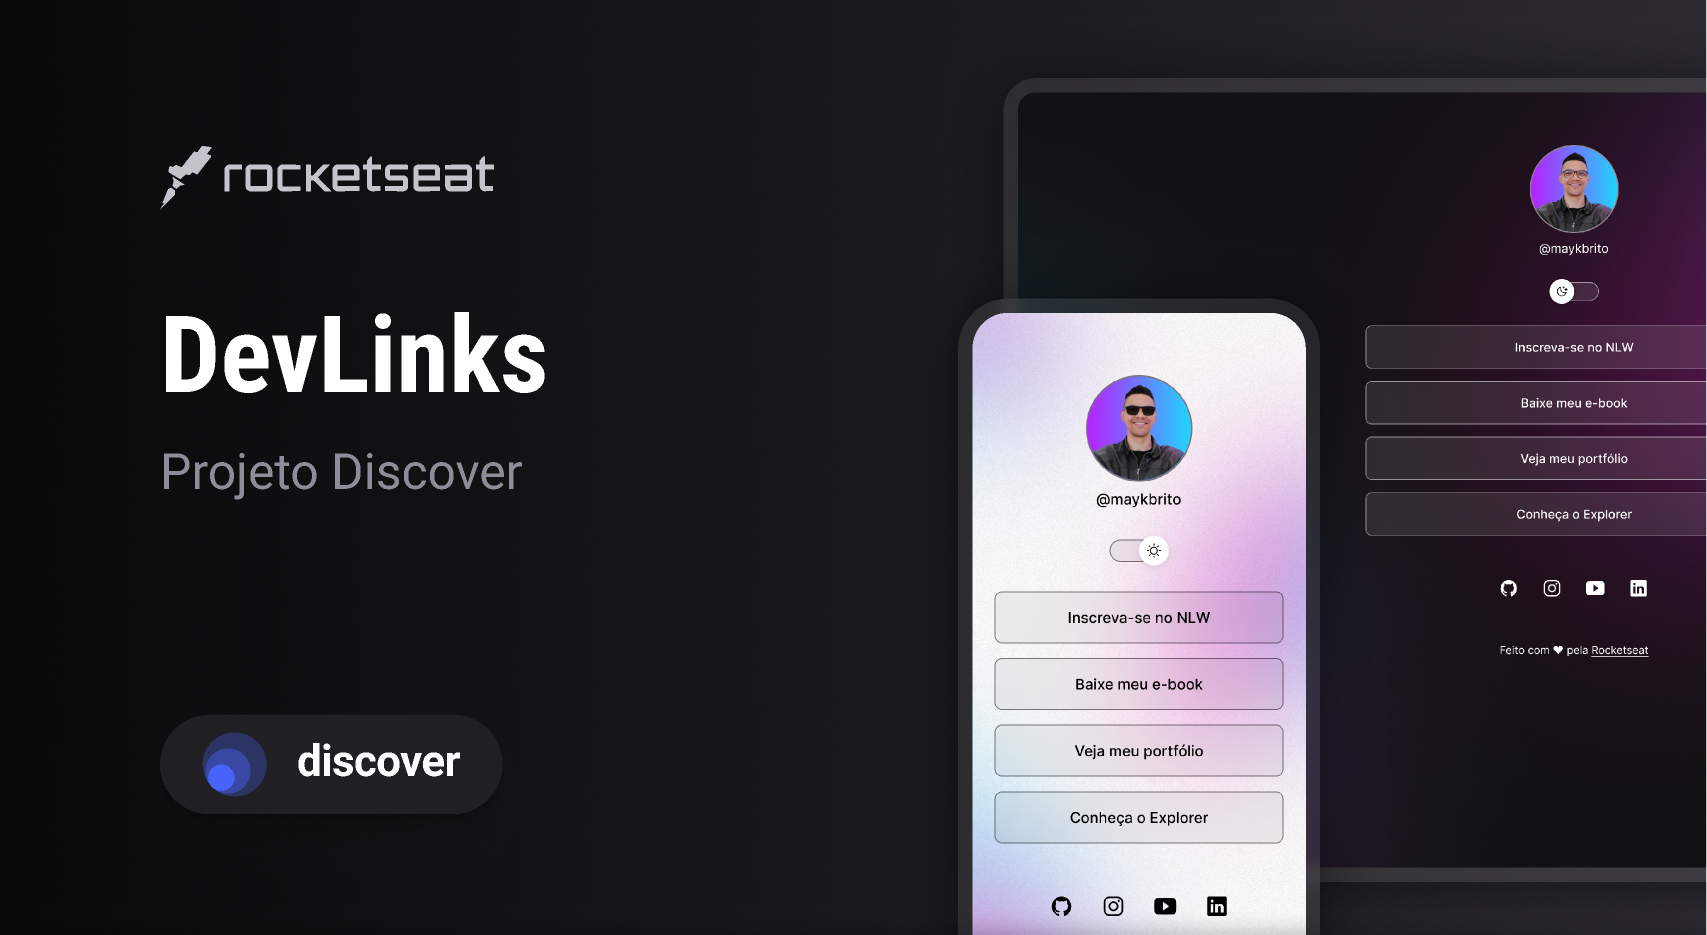 rocketseat
DevLinks
Projeto Discover
discover
@maykbrito
Inscreva-se no NLW
Baixe meu e-book
Veja meu portfólio
Conheça o Explorer
@maykbrito
Inscreva-se no NLW
Baixe meu e-book
Veja meu portfólio
Conheça o Explorer
Feito com ♥ pela Rocketseat